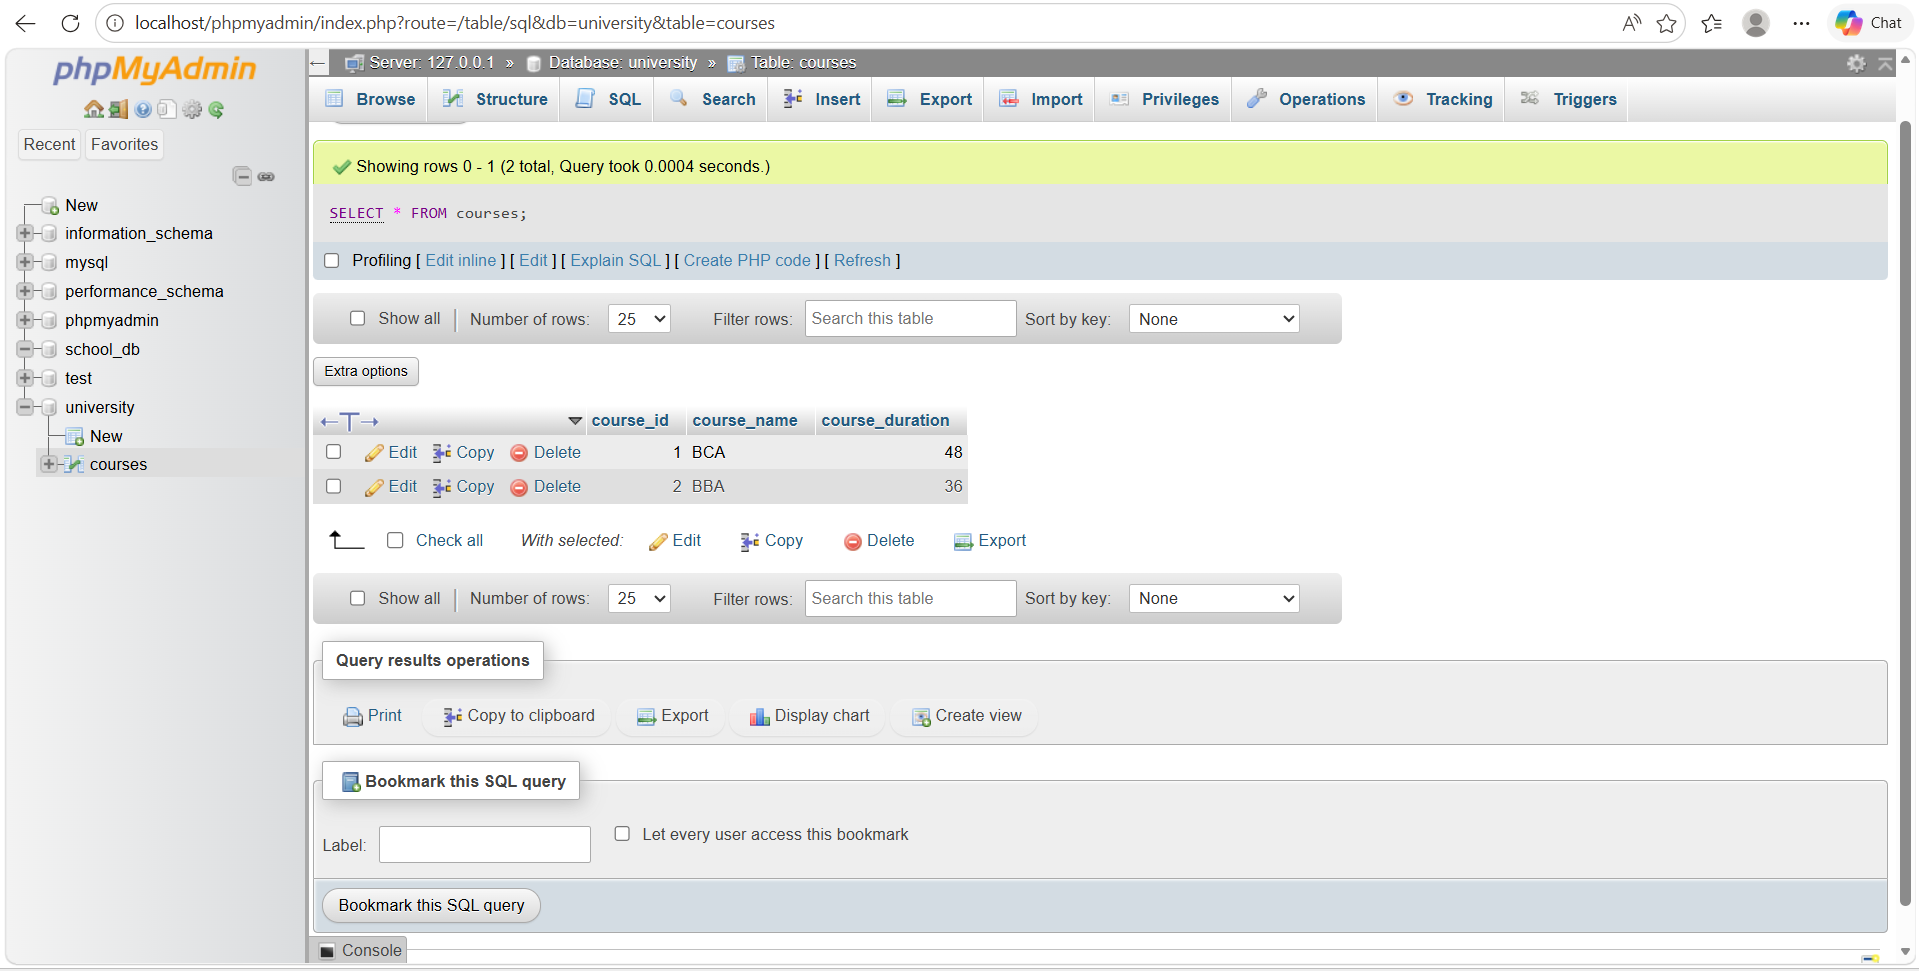 localhost/phpmyadmin/index.php?route=/table/sql&db=university&table=courses
Chat
phpMyAdmin
Recent Favorites
New
information_schema
mysql
performance_schema
phpmyadmin
school_db
test
university
New
courses
Server: 127.0.0.1 » Database: university » Table: courses
Browse Structure SQL Search Insert Export Import Privileges Operations Tracking Triggers
Showing rows 0 - 1 (2 total, Query took 0.0004 seconds.)
SELECT * FROM courses;
Profiling [ Edit inline ] [ Edit ] [ Explain SQL ] [ Create PHP code ] [ Refresh ]
Show all Number of rows: 25 Filter rows: Search this table Sort by key: None
Extra options
course_id course_name course_duration
Edit Copy Delete 1 BCA 48
Edit Copy Delete 2 BBA 36
Check all With selected: Edit Copy Delete Export
Show all Number of rows: 25 Filter rows: Search this table Sort by key: None
Query results operations
Print Copy to clipboard Export Display chart Create view
Bookmark this SQL query
Label: Let every user access this bookmark
Bookmark this SQL query
Console